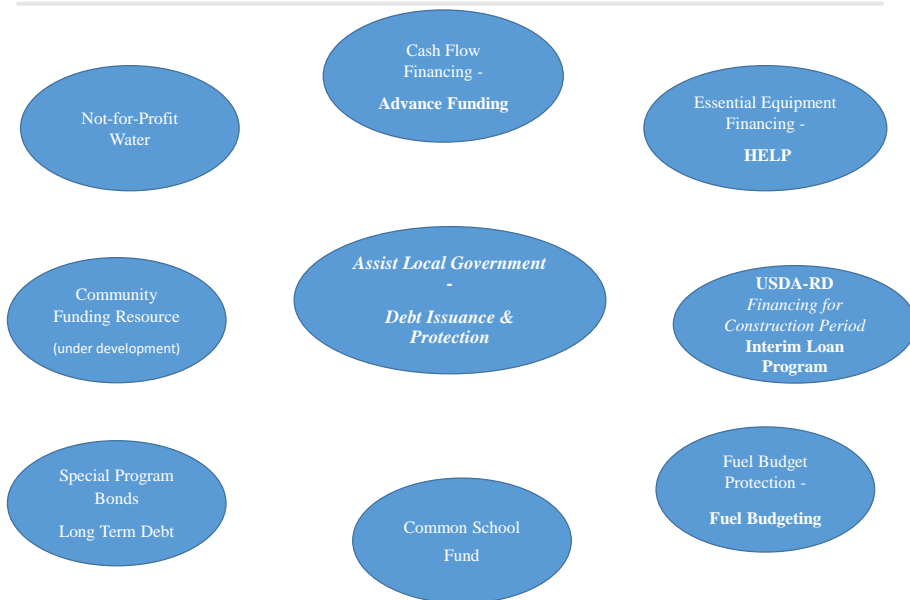 Cash Flow
Financing -
Advance Funding
Not-for-Profit
Water
Essential Equipment
Financing -
HELP
Assist Local Government
-
Debt Issuance &
Protection
Community
Funding Resource
(under development)
USDA-RD
Financing for
Construction Period
Interim Loan
Program
Special Program
Bonds
Long Term Debt
Common School
Fund
Fuel Budget
Protection -
Fuel Budgeting